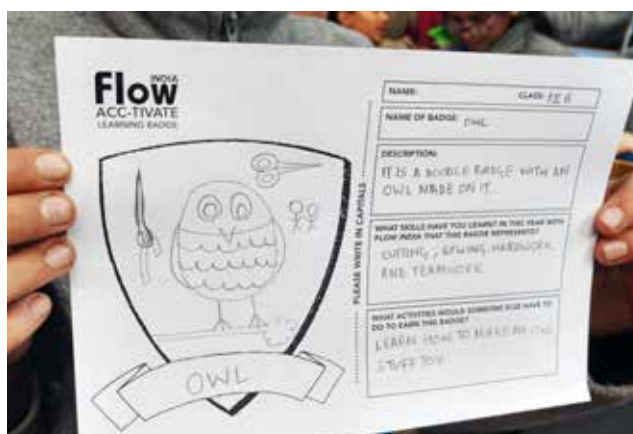 INDIA
Flow
ACC-TIVATE
LEARNING BADGE
OWL
PLEASE WRITE IN CAPITALS
NAME:
CLASS:
NAME OF BADGE: OWL
DESCRIPTION:
IT IS A DOODLE BADGE WITH AN
OWL MADE ON IT.
WHAT SKILLS HAVE YOU LEARNT IN THIS YEAR WITH
FLOW INDIA THAT THIS BADGE REPRESENTS?
CUTTING, SEWING, HARDWORK
AND TEAMWORK
WHAT ACTIVITIES WOULD SOMEONE ELSE HAVE TO
DO TO EARN THIS BADGE?
LEARN HOW TO MAKE AN OWL
STUFF TOY.